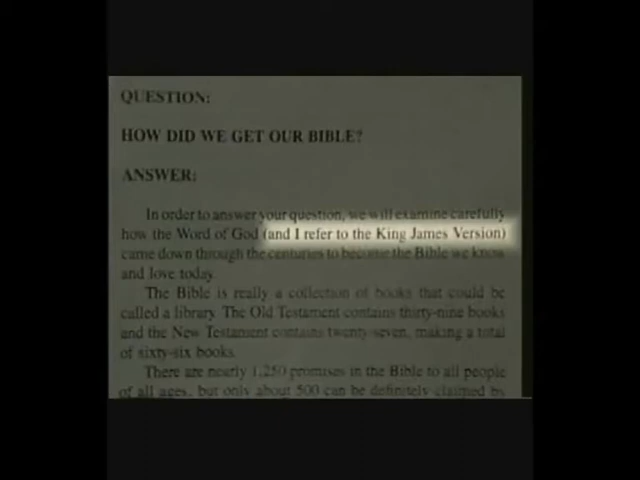 QUESTION:
HOW DID WE GET OUR BIBLE?
ANSWER:
In order to answer your question, we will examine carefully
how the Word of God (and I refer to the King James Version)
came down through the centuries to become the Bible we know
and love today.
The Bible is really a collection of books that could be
called a library. The Old Testament contains thirty-nine books
and the New Testament contains twenty-seven, making a total
of sixty-six books.
There are nearly 1,250 promises in the Bible to all people
of all ages, but only about 500 can be definitely claimed by